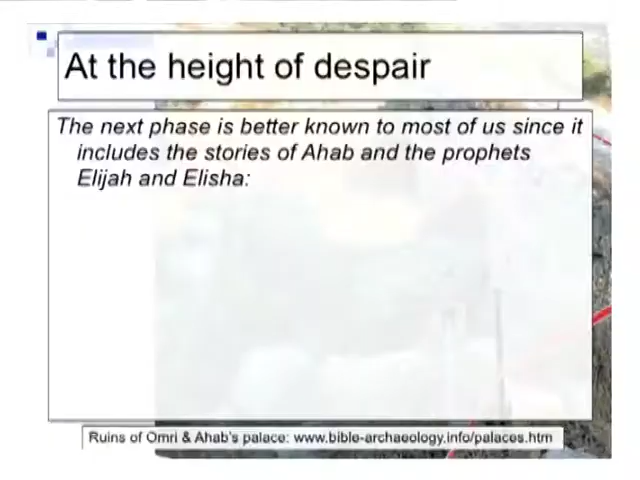 At the height of despair
The next phase is better known to most of us since it
includes the stories of Ahab and the prophets
Elijah and Elisha:
Ruins of Omri & Ahab's palace: www.bible-archaeology.info/palaces.htm